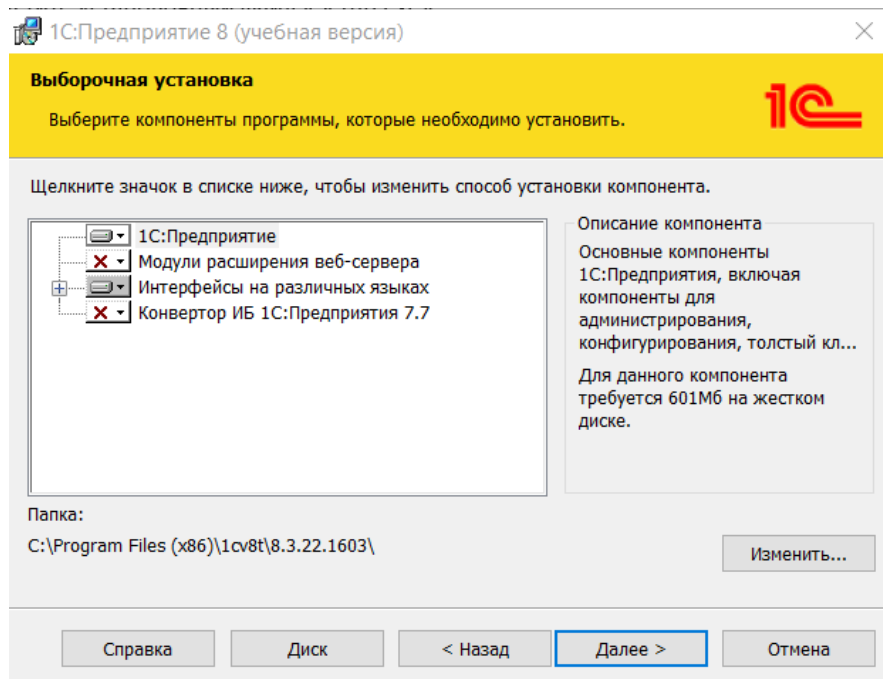 1С:Предприятие 8 (учебная версия)
Выборочная установка
Выберите компоненты программы, которые необходимо установить.
1С
Щелкните значок в списке ниже, чтобы изменить способ установки компонента.
1С:Предприятие
Модули расширения веб-сервера
Интерфейсы на различных языках
Конвертор ИБ 1С:Предприятия 7.7
Описание компонента
Основные компоненты
1С:Предприятия, включая
компоненты для
администрирования,
конфигурирования, толстый кл...
Для данного компонента
требуется 601Мб на жестком
диске.
Папка:
C:\Program Files (x86)\1cv8t\8.3.22.1603\
Изменить...
Справка
Диск
< Назад
Далее >
Отмена